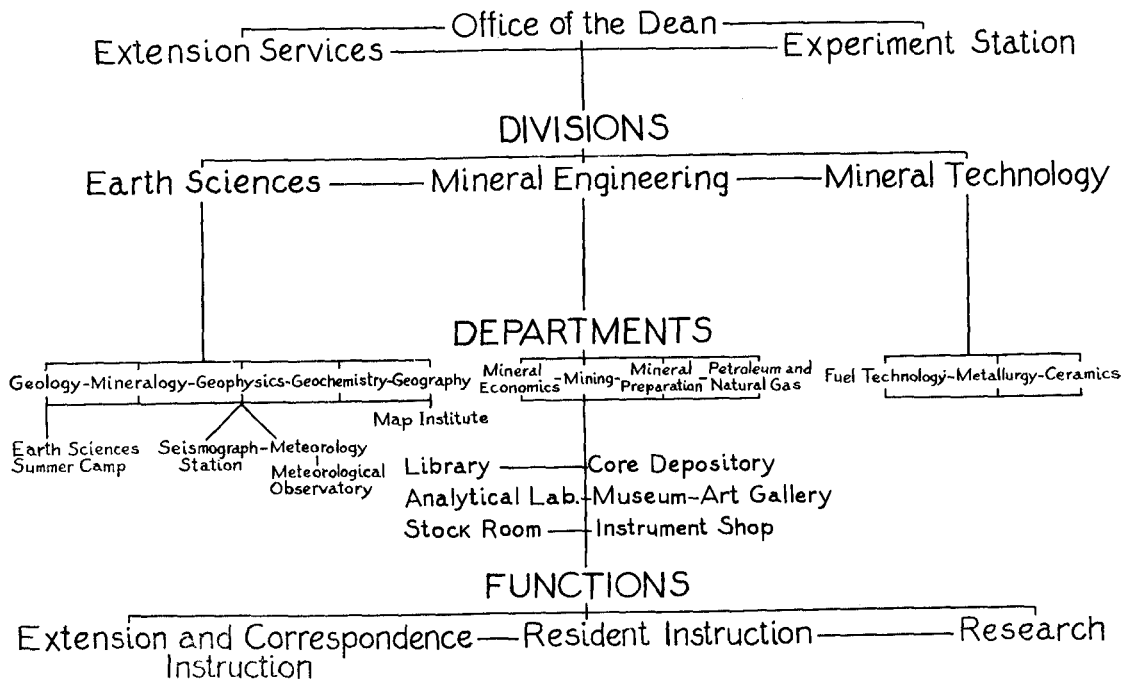 Office of the Dean
Extension Services Experiment Station
DIVISIONS
Earth Sciences Mineral Engineering Mineral Technology
DEPARTMENTS
Geology-Mineralogy-Geophysics-Geochemistry-Geography
Mineral Economics-Mining-Mineral Preparation-Petroleum and Natural Gas
Fuel Technology-Metallurgy-Ceramics
Map Institute
Earth Sciences
Summer Camp
Seismograph-Meteorology
Station
Meteorological
Observatory
Library Core Depository
Analytical Lab. Museum-Art Gallery
Stock Room Instrument Shop
FUNCTIONS
Extension and Correspondence Resident Instruction Research
Instruction